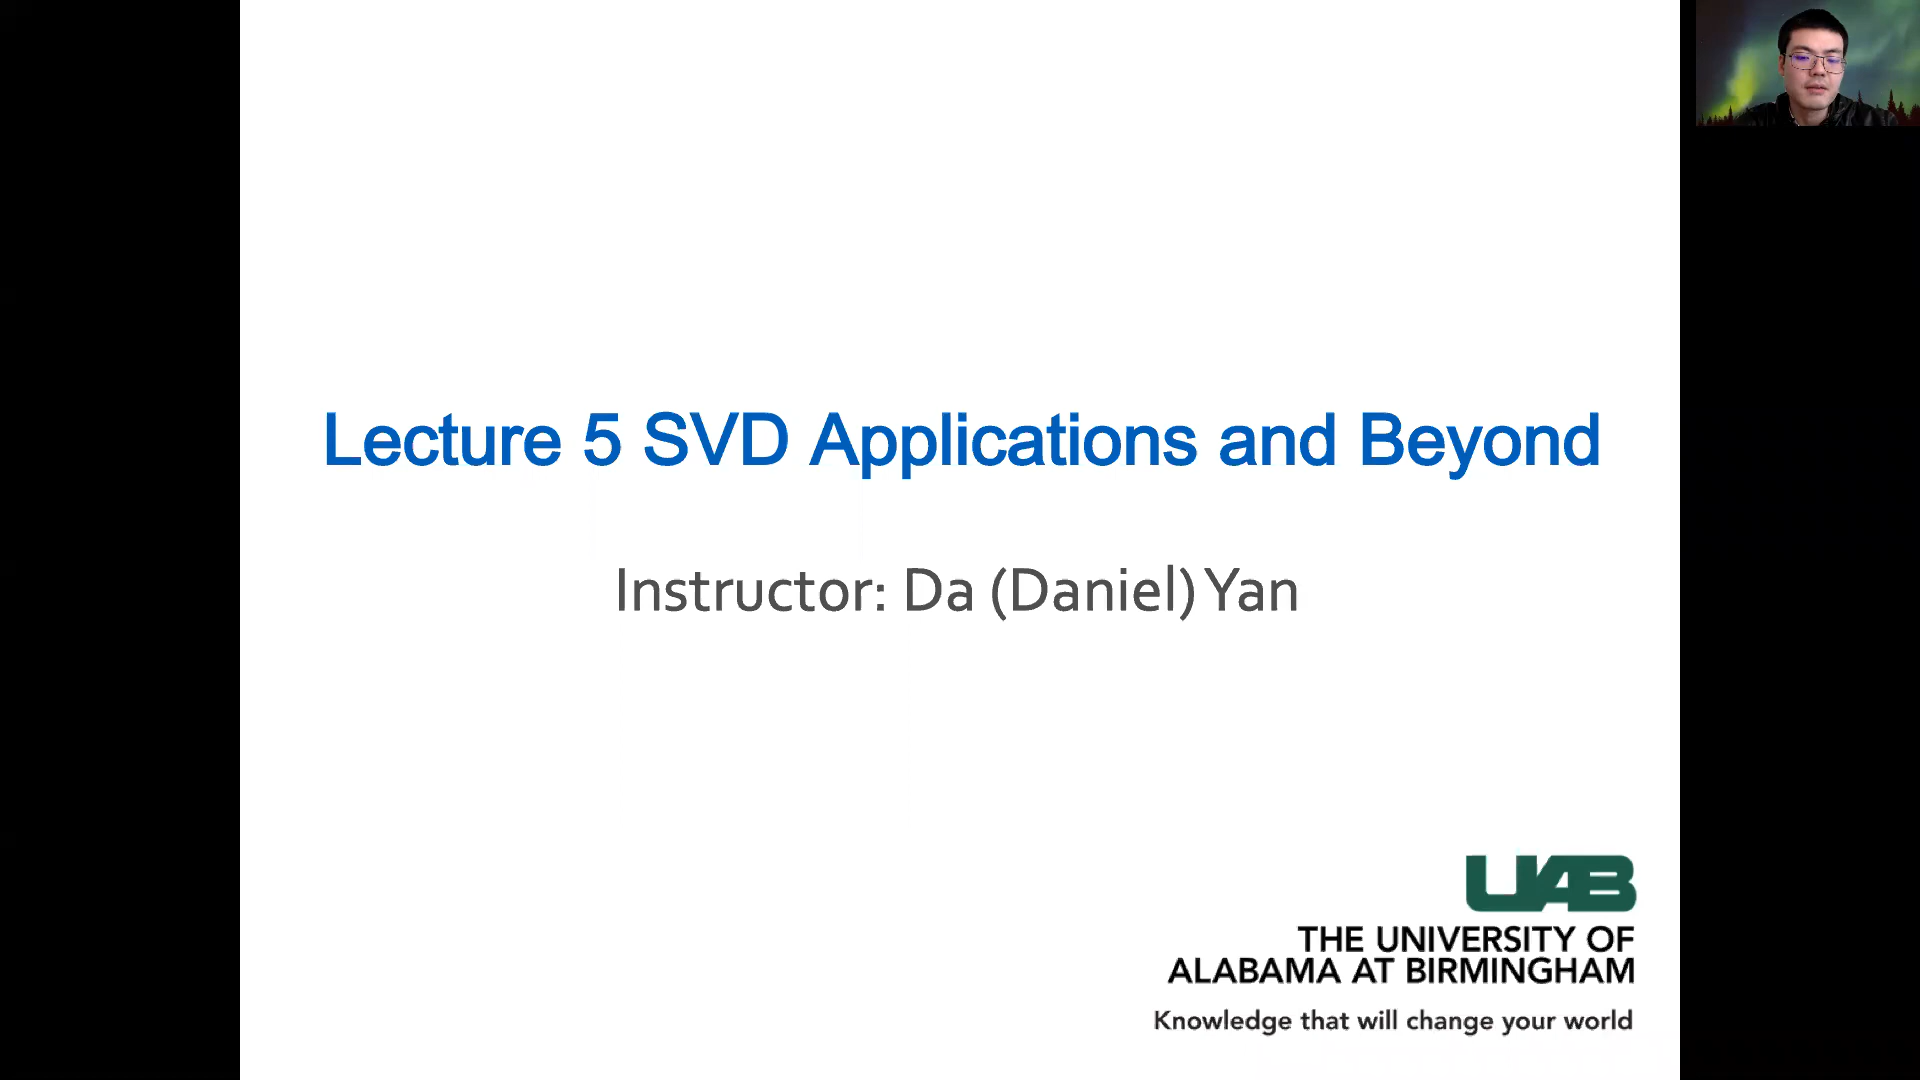 Lecture 5 SVD Applications and Beyond
Instructor: Da (Daniel) Yan
UAB
THE UNIVERSITY OF
ALABAMA AT BIRMINGHAM
Knowledge that will change your world